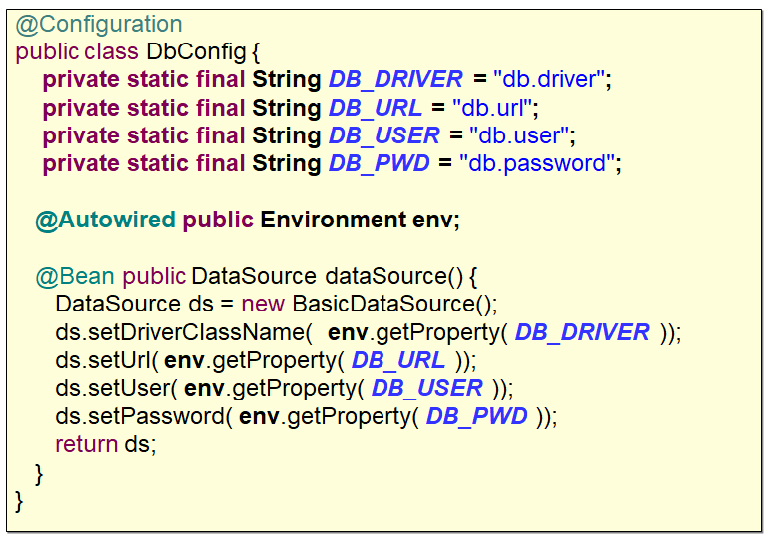 @Configuration
public class DbConfig {
private static final String DB_DRIVER = "db.driver";
private static final String DB_URL = "db.url";
private static final String DB_USER = "db.user";
private static final String DB_PWD = "db.password";
@Autowired public Environment env;
@Bean public DataSource dataSource() {
DataSource ds = new BasicDataSource();
ds.setDriverClassName( env.getProperty( DB_DRIVER ));
ds.setUrl( env.getProperty( DB_URL ));
ds.setUser( env.getProperty( DB_USER ));
ds.setPassword( env.getProperty( DB_PWD ));
return ds;
}
}